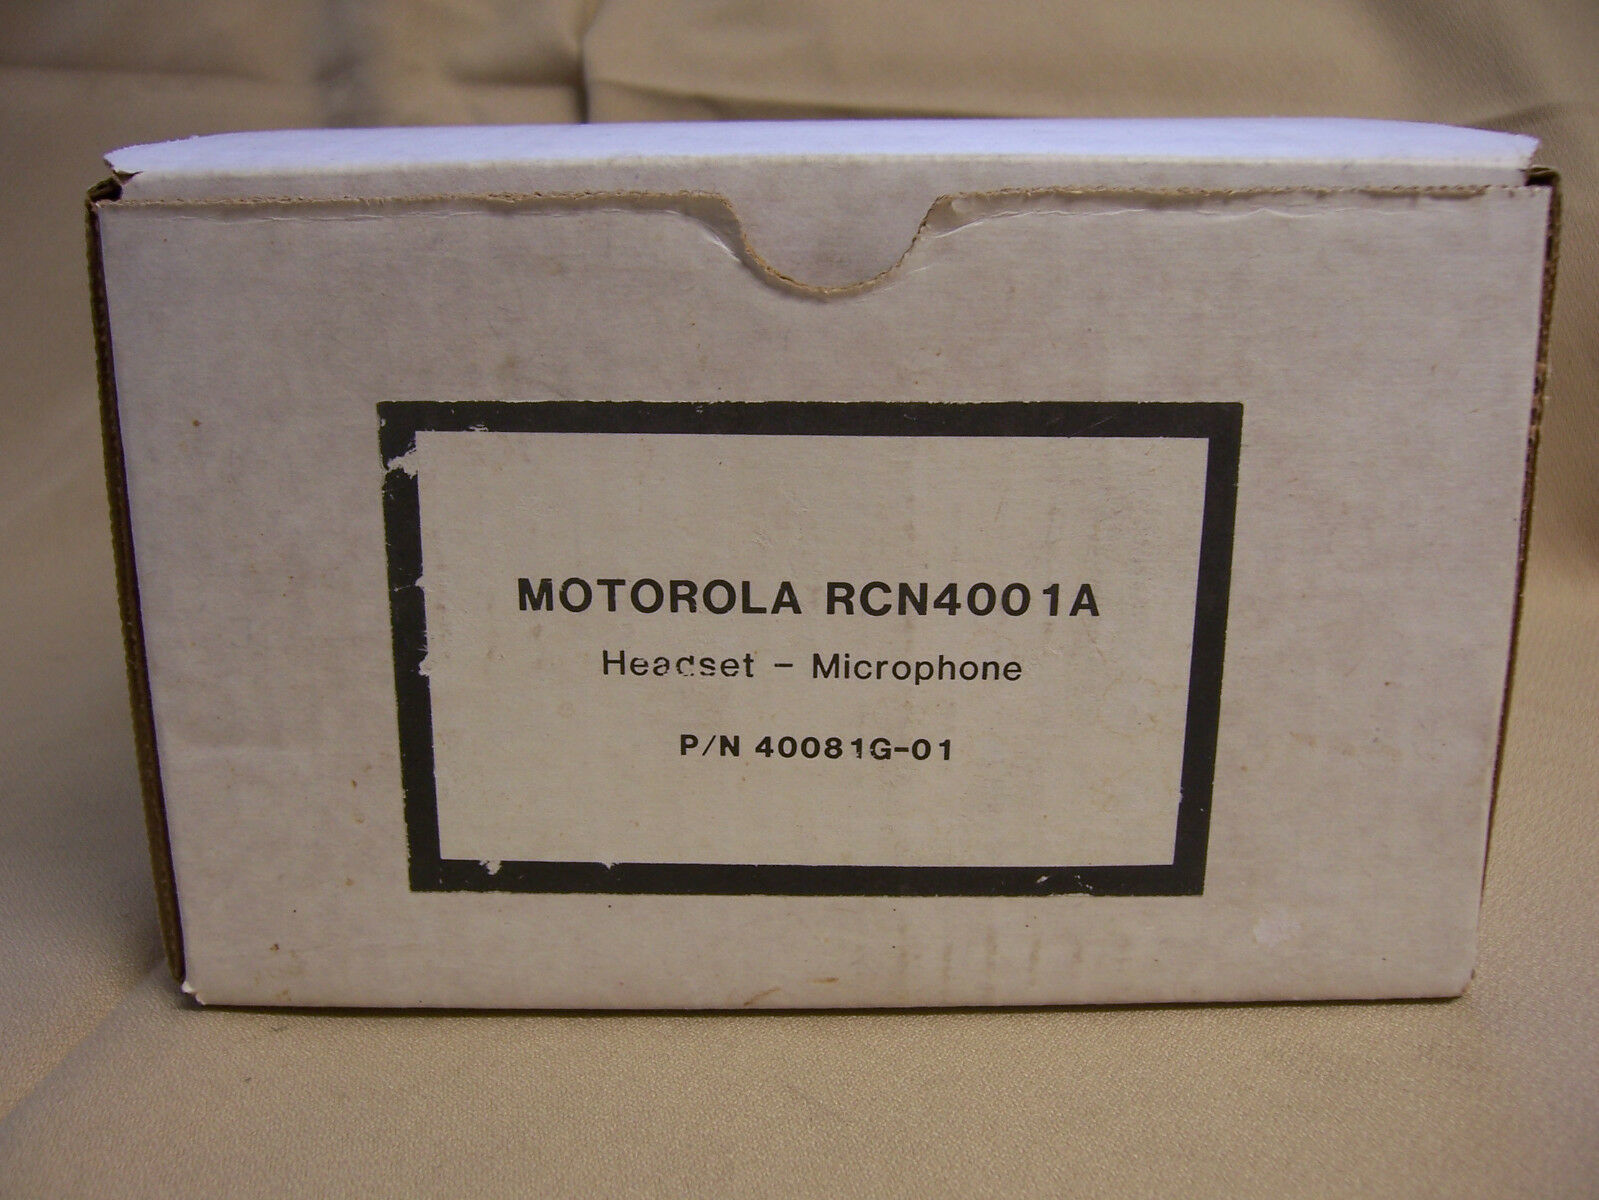 MOTOROLA RCN4001A
Headset - Microphone
P/N 40081G-01